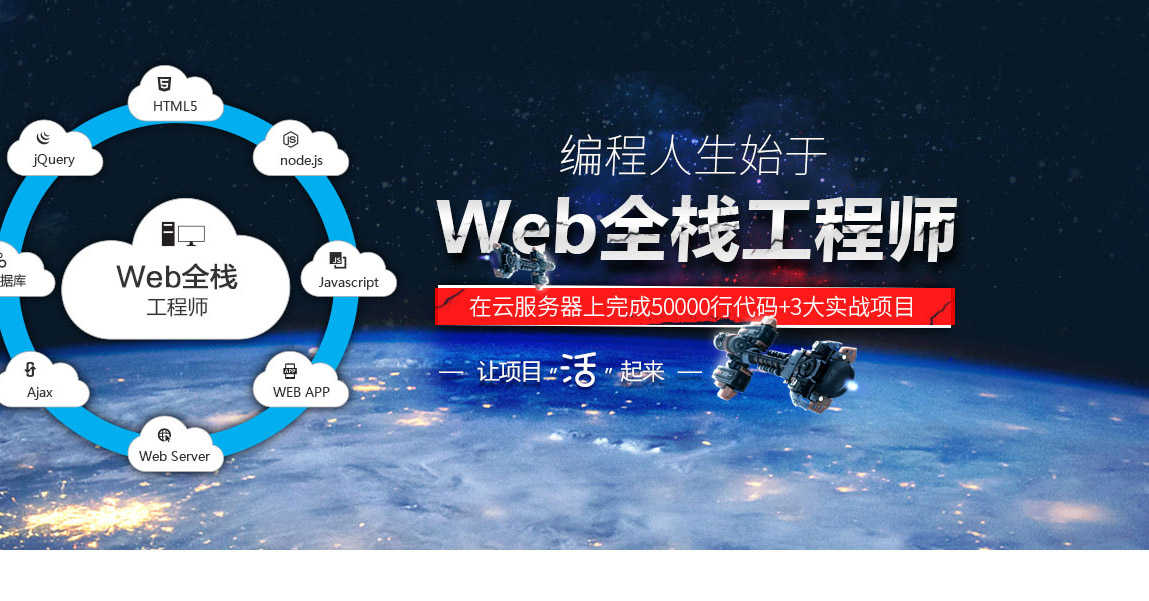 HTML5
jQuery
node.js
Web全栈
工程师
据库
JS
Javascript
Ajax
APP
WEB APP
Web Server
编程人生始于
Web全栈工程师
在云服务器上完成50000行代码+3大实战项目
— 让项目“活”起来 —